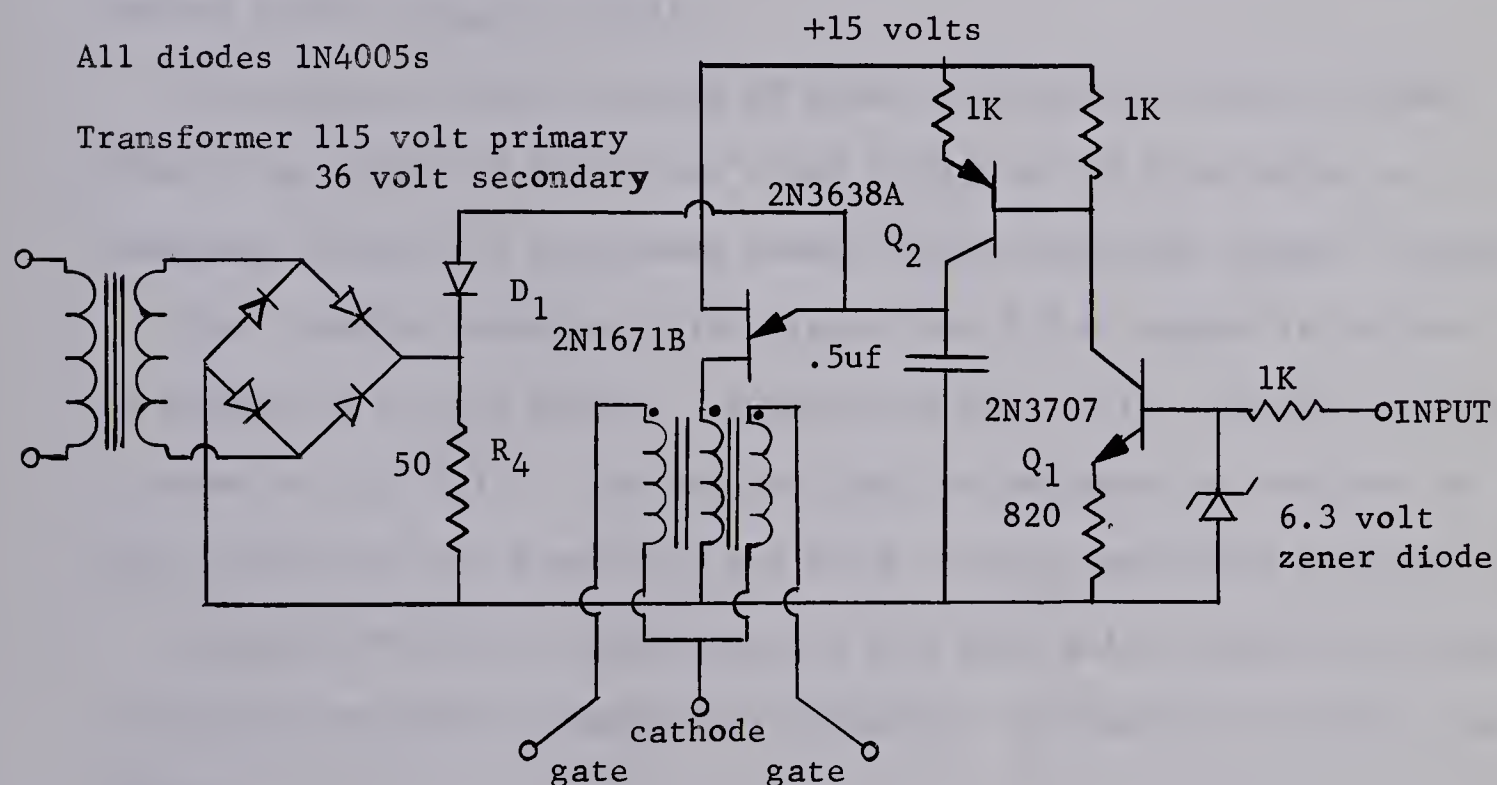 +15 volts
All diodes 1N4005s
Transformer 115 volt primary
36 volt secondary
1K
1K
2N3638A
Q2
D1
2N1671B
.5uf
1K
2N3707
INPUT
50
R4
Q1
820
6.3 volt
zener diode
cathode
gate
gate